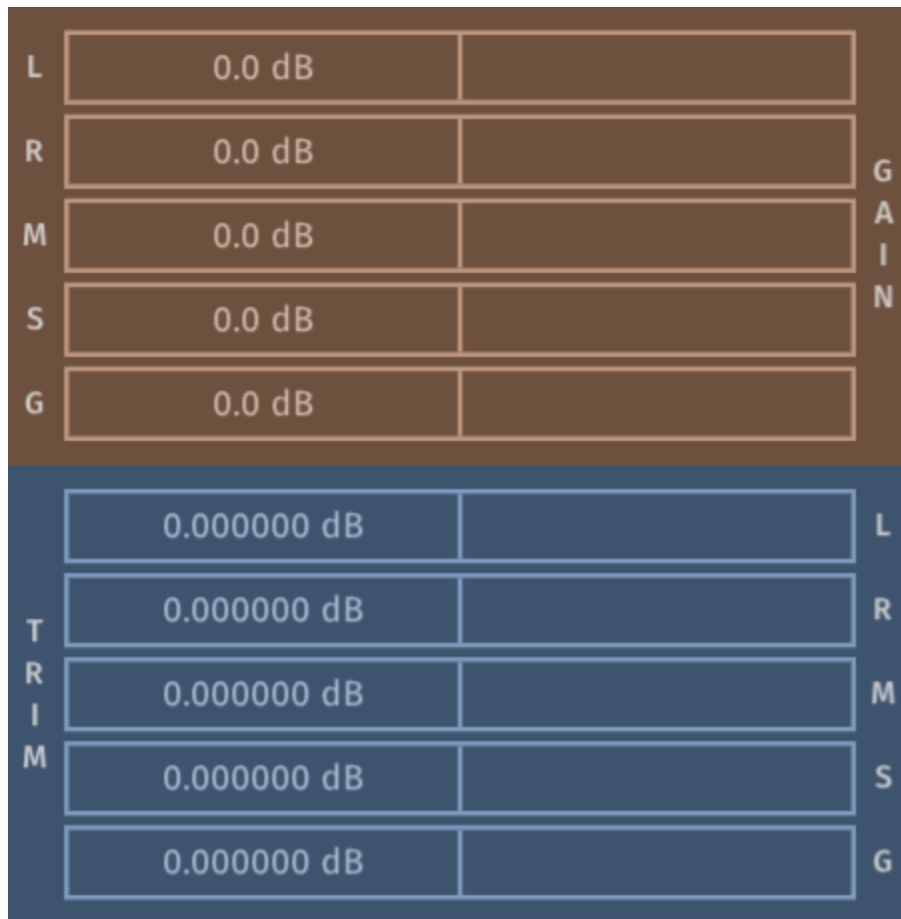 L 0.0 dB
R 0.0 dB
M 0.0 dB
S 0.0 dB
G 0.0 dB
GAIN
TRIM
0.000000 dB L
0.000000 dB R
0.000000 dB M
0.000000 dB S
0.000000 dB G